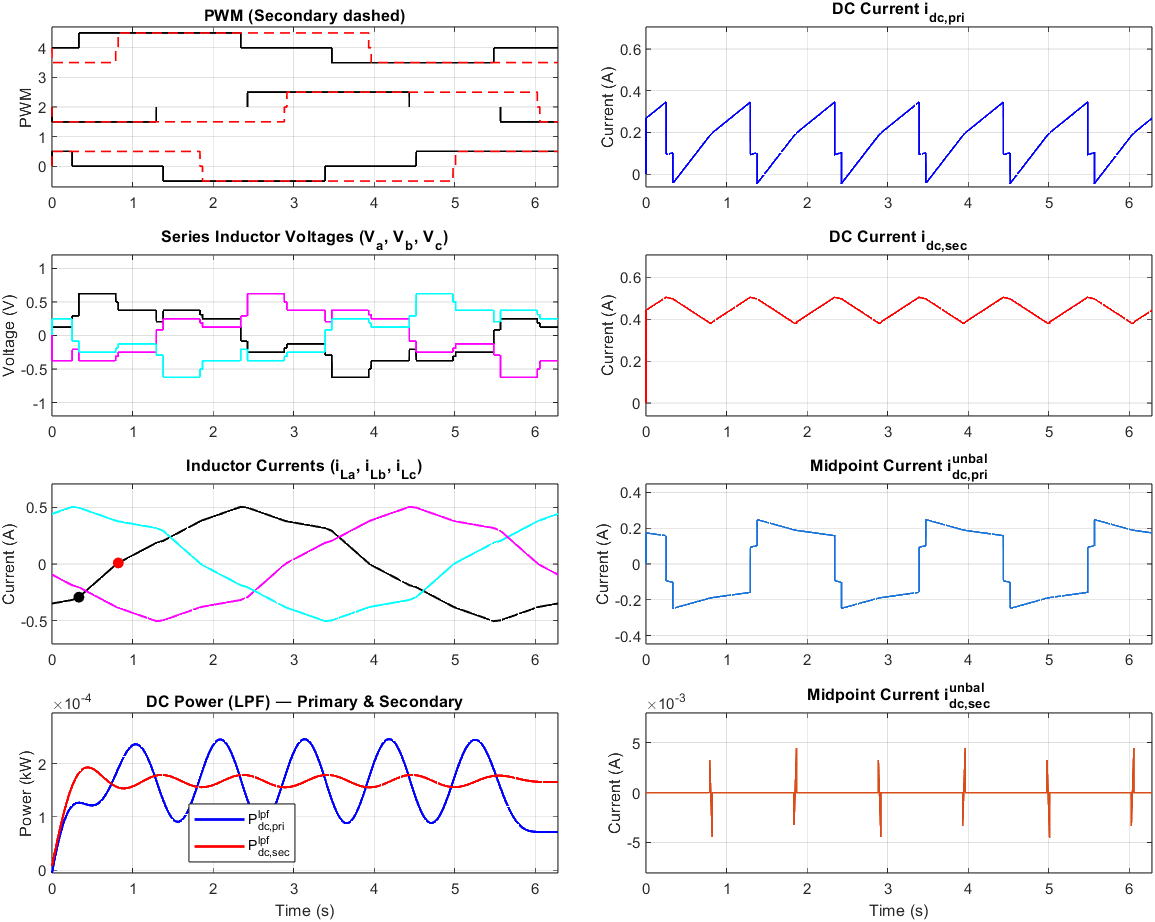 PWM (Secondary dashed)
PWM
4
3
2
1
0
0 1 2 3 4 5 6
DC Current i_dc,pri
Current (A)
0.6
0.4
0.2
0
0 1 2 3 4 5 6
Series Inductor Voltages (V_a, V_b, V_c)
Voltage (V)
1
0.5
0
-0.5
-1
0 1 2 3 4 5 6
DC Current i_dc,sec
Current (A)
0.6
0.4
0.2
0
0 1 2 3 4 5 6
Inductor Currents (i_La, i_Lb, i_Lc)
Current (A)
0.5
0
-0.5
0 1 2 3 4 5 6
Midpoint Current i_dc,pri^unbal
Current (A)
0.4
0.2
0
-0.2
-0.4
0 1 2 3 4 5 6
DC Power (LPF) — Primary & Secondary
×10^-4
Power (kW)
2
1
0
P_dc,pri^lpf
P_dc,sec^lpf
0 1 2 3 4 5 6
Time (s)
Midpoint Current i_dc,sec^unbal
×10^-3
Current (A)
5
0
-5
0 1 2 3 4 5 6
Time (s)